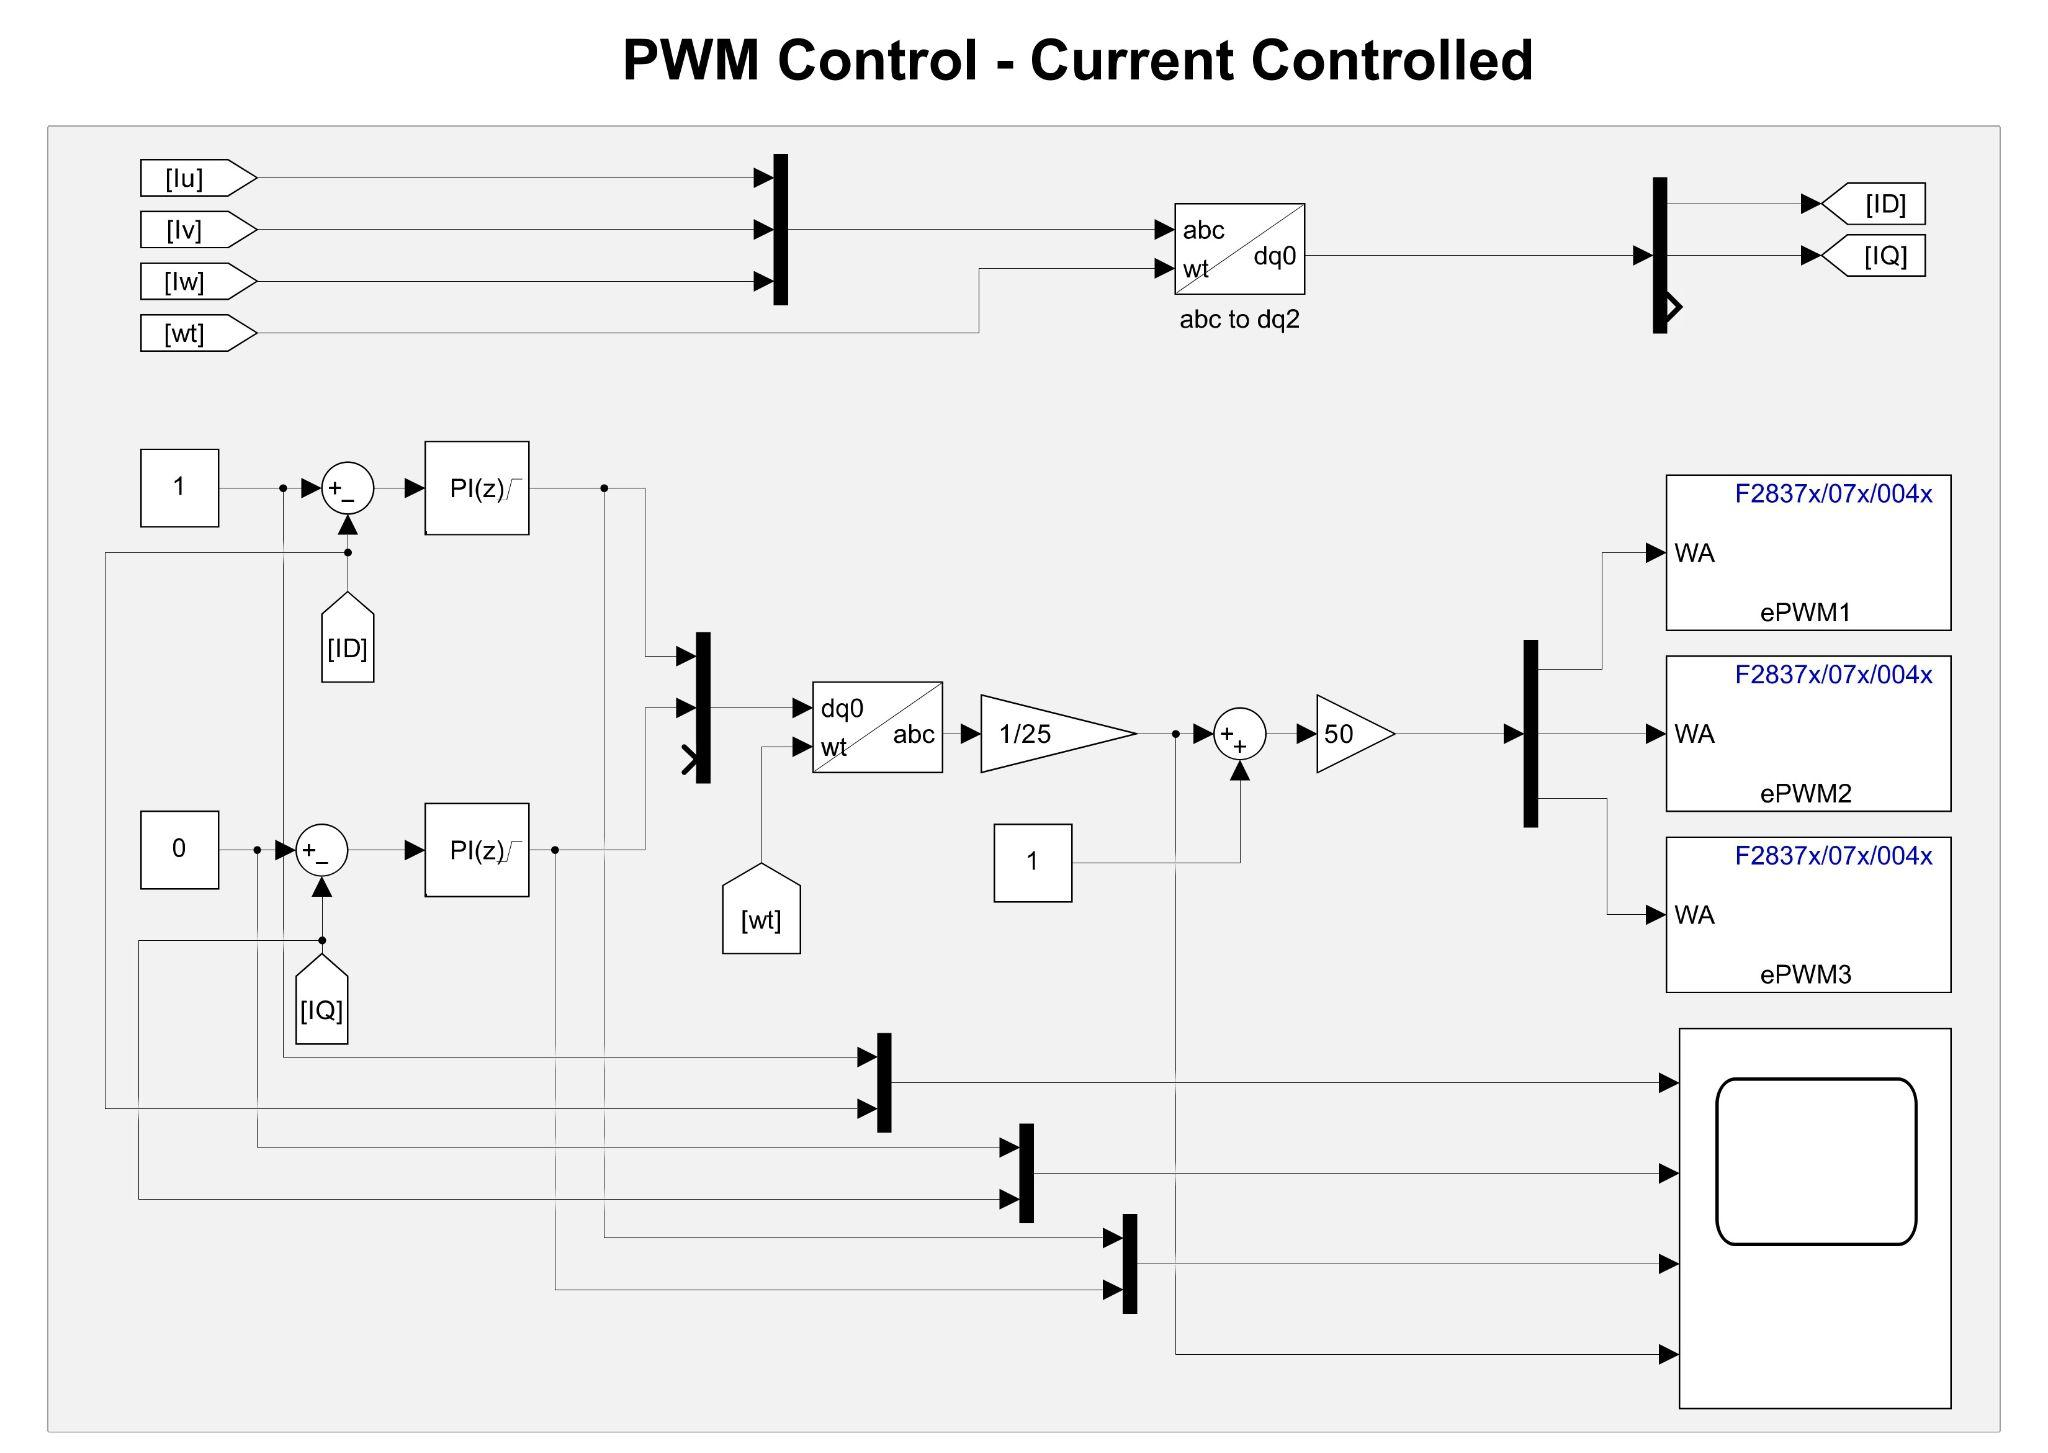 PWM Control - Current Controlled
[Iu]
[Iv]
[Iw]
[wt]
abc
wt
dq0
abc to dq2
[ID]
[IQ]
1
+
−
PI(z)
[ID]
0
+
−
PI(z)
[IQ]
dq0
wt
abc
[wt]
1/25
1
+
+
50
F2837x/07x/004x
WA
ePWM1
F2837x/07x/004x
WA
ePWM2
F2837x/07x/004x
WA
ePWM3